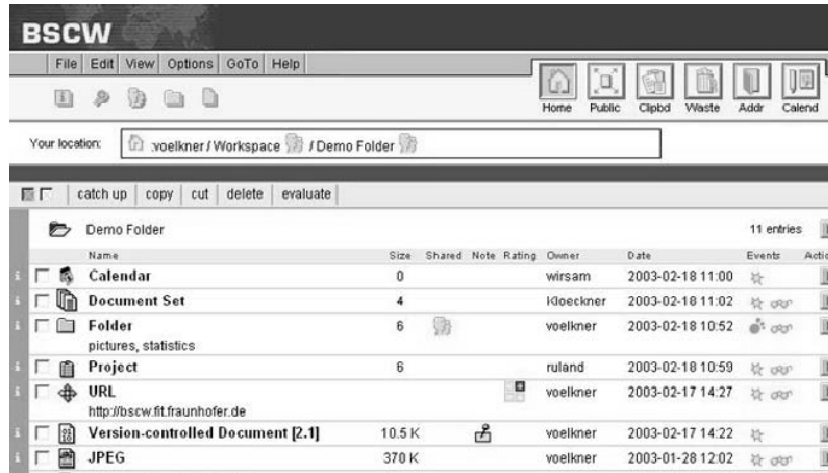 BSCW
File Edit View Options GoTo Help
Home Public Clipbd Waste Addr Calend
Your location: :voelkner / Workspace / Demo Folder
catch up copy cut delete evaluate
Demo Folder 11 entries
Name Size Shared Note Rating Owner Date Events Actio
Calendar 0 wirsam 2003-02-18 11:00
Document Set 4 Kloeckner 2003-02-18 11:02
Folder 6 voelkner 2003-02-18 10:52
pictures, statistics
Project 6 ruland 2003-02-18 10:59
URL voelkner 2003-02-17 14:27
http://bscw.fit.fraunhofer.de
Version-controlled Document [2.1] 10.5 K voelkner 2003-02-17 14:22
JPEG 370 K voelkner 2003-01-28 12:02